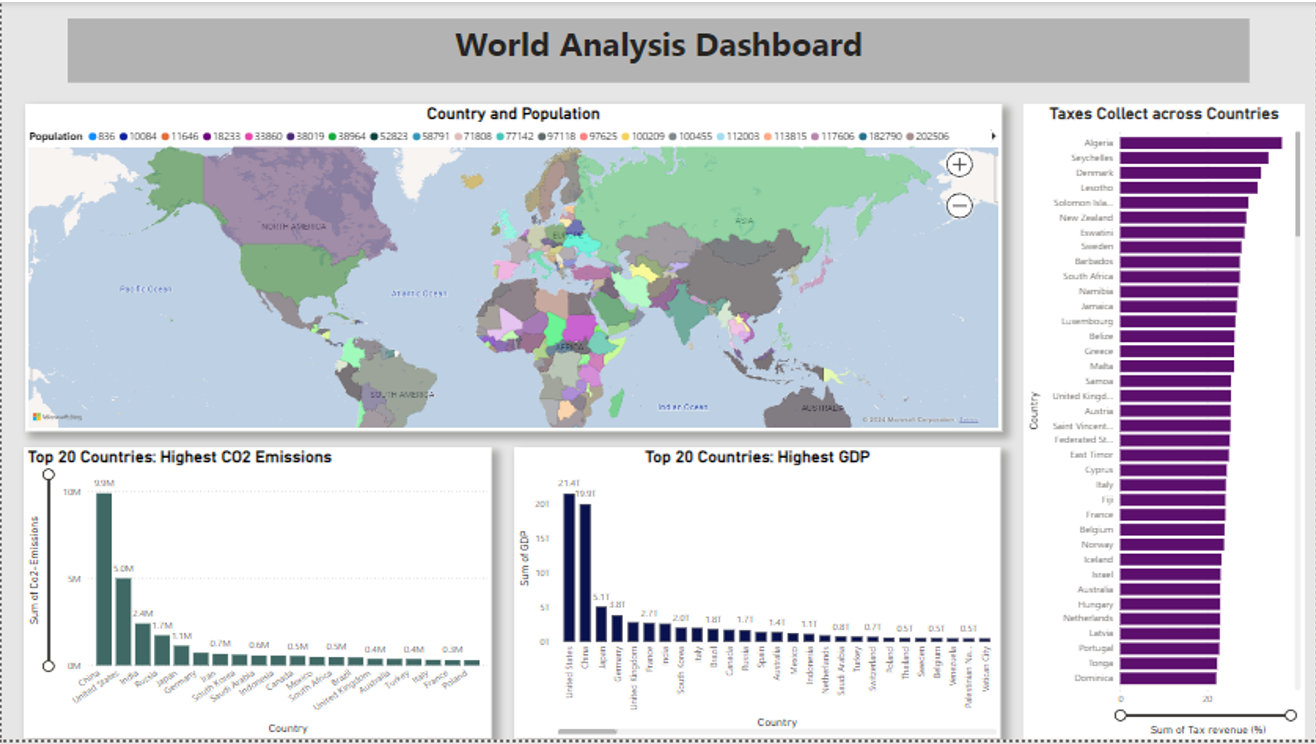 World Analysis Dashboard
Country and Population
Population 836 10084 11646 18233 33860 38019 38964 52823 58791 71808 77142 97118 97625 100209 100455 112003 113815 117606 182790 202506
NORTH AMERICA
EUROPE
ASIA
Pacific Ocean
Atlantic Ocean
AFRICA
SOUTH AMERICA
Indian Ocean
AUSTRALIA
Microsoft Bing
© 2024 Microsoft Corporation Terms
Taxes Collect across Countries
Country
Algeria
Seychelles
Denmark
Lesotho
Solomon Isla...
New Zealand
Eswatini
Sweden
Barbados
South Africa
Namibia
Jamaica
Luxembourg
Belize
Greece
Malta
Samoa
United Kingd...
Austria
Saint Vincent...
Federated St...
East Timor
Cyprus
Italy
Fiji
France
Belgium
Norway
Iceland
Israel
Australia
Hungary
Netherlands
Latvia
Portugal
Tonga
Dominica
0 20
Sum of Tax revenue (%)
Top 20 Countries: Highest CO2 Emissions
Sum of Co2-Emissions
10M
5M
0M
9.9M
5.0M
2.4M
1.7M
1.1M
0.7M
0.6M
0.5M
0.5M
0.4M
0.4M
0.3M
China
United States
India
Russia
Japan
Germany
Iran
South Korea
Saudi Arabia
Indonesia
Canada
Mexico
South Africa
Brazil
United Kingdom
Australia
Turkey
Italy
France
Poland
Country
Top 20 Countries: Highest GDP
Sum of GDP
20T
15T
10T
5T
0T
21.4T
19.9T
5.1T
3.8T
2.7T
2.0T
1.8T
1.7T
1.4T
1.1T
0.8T
0.7T
0.5T
0.5T
0.5T
United States
China
Japan
Germany
United Kingdom
France
India
South Korea
Italy
Brazil
Canada
Russia
Spain
Australia
Mexico
Indonesia
Netherlands
Saudi Arabia
Turkey
Switzerland
Poland
Thailand
Sweden
Belgium
Venezuela
Palestinian Na...
Vatican City
Country